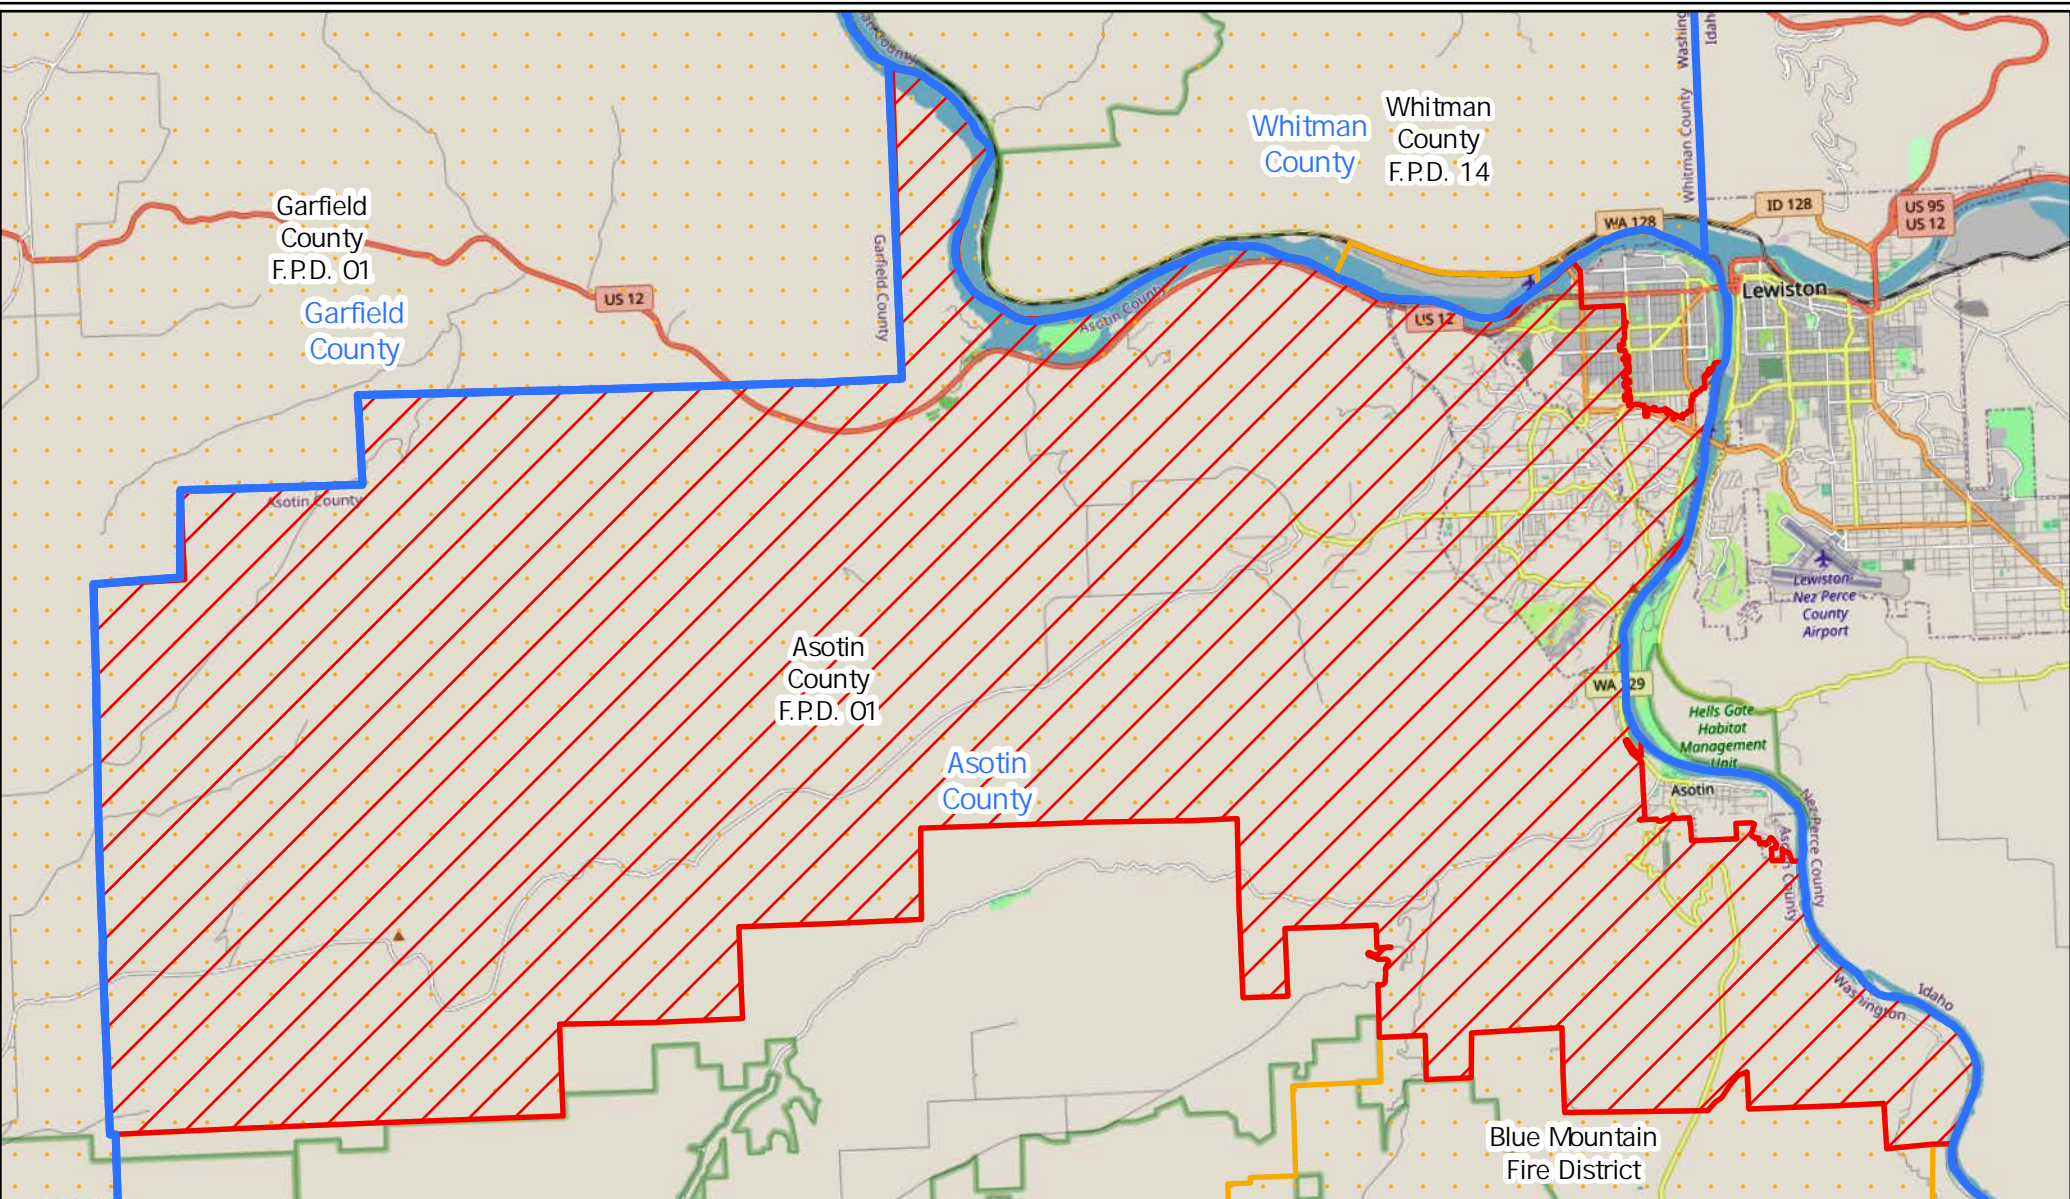 Whitman
County
Whitman
County
F.P.D. 14
Whitman County
Garfield
County
F.P.D. 01
Garfield
County
Garfield County
US 12
WA 128
ID 128
US 95
US 12
Lewiston
Asotin County
US 12
Asotin County
Lewiston
Nez Perce
County
Airport
Asotin
County
F.P.D. 01
WA 129
Hells Gate
Habitat
Management
Unit
Asotin
County
Asotin
Nez Perce County
Asotin County
Washington
Idaho
Blue Mountain
Fire District